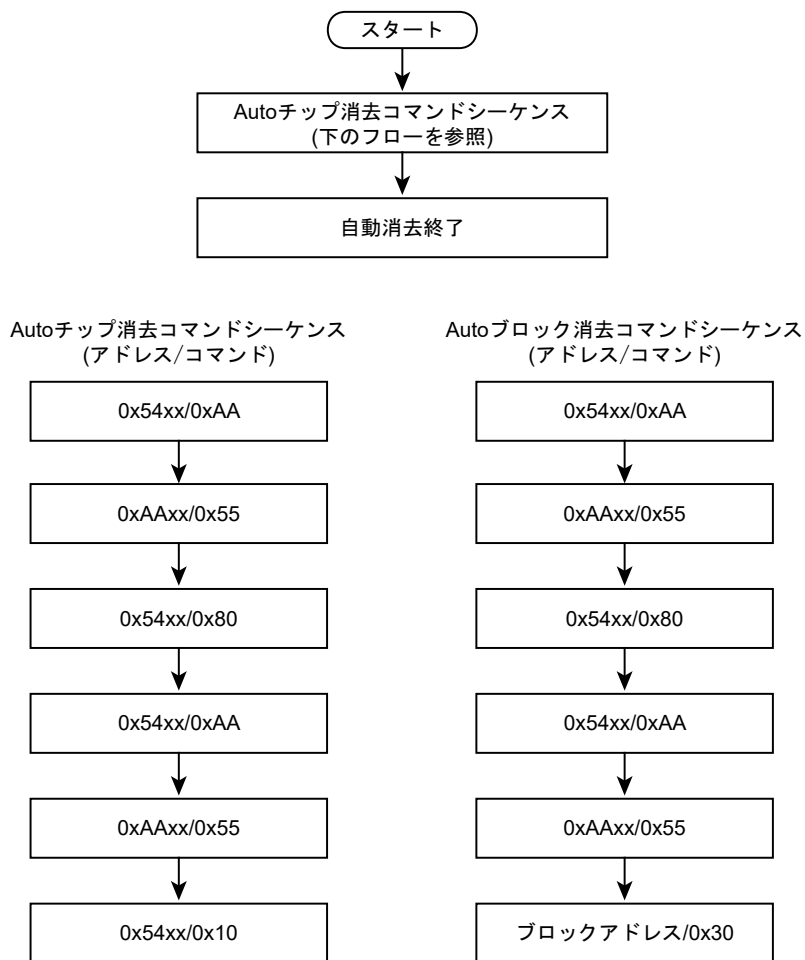 スタート
Autoチップ消去コマンドシーケンス
(下のフローを参照)
自動消去終了
Autoチップ消去コマンドシーケンス
(アドレス/コマンド)
0x54xx/0xAA
0xAAxx/0x55
0x54xx/0x80
0x54xx/0xAA
0xAAxx/0x55
0x54xx/0x10
Autoブロック消去コマンドシーケンス
(アドレス/コマンド)
0x54xx/0xAA
0xAAxx/0x55
0x54xx/0x80
0x54xx/0xAA
0xAAxx/0x55
ブロックアドレス/0x30